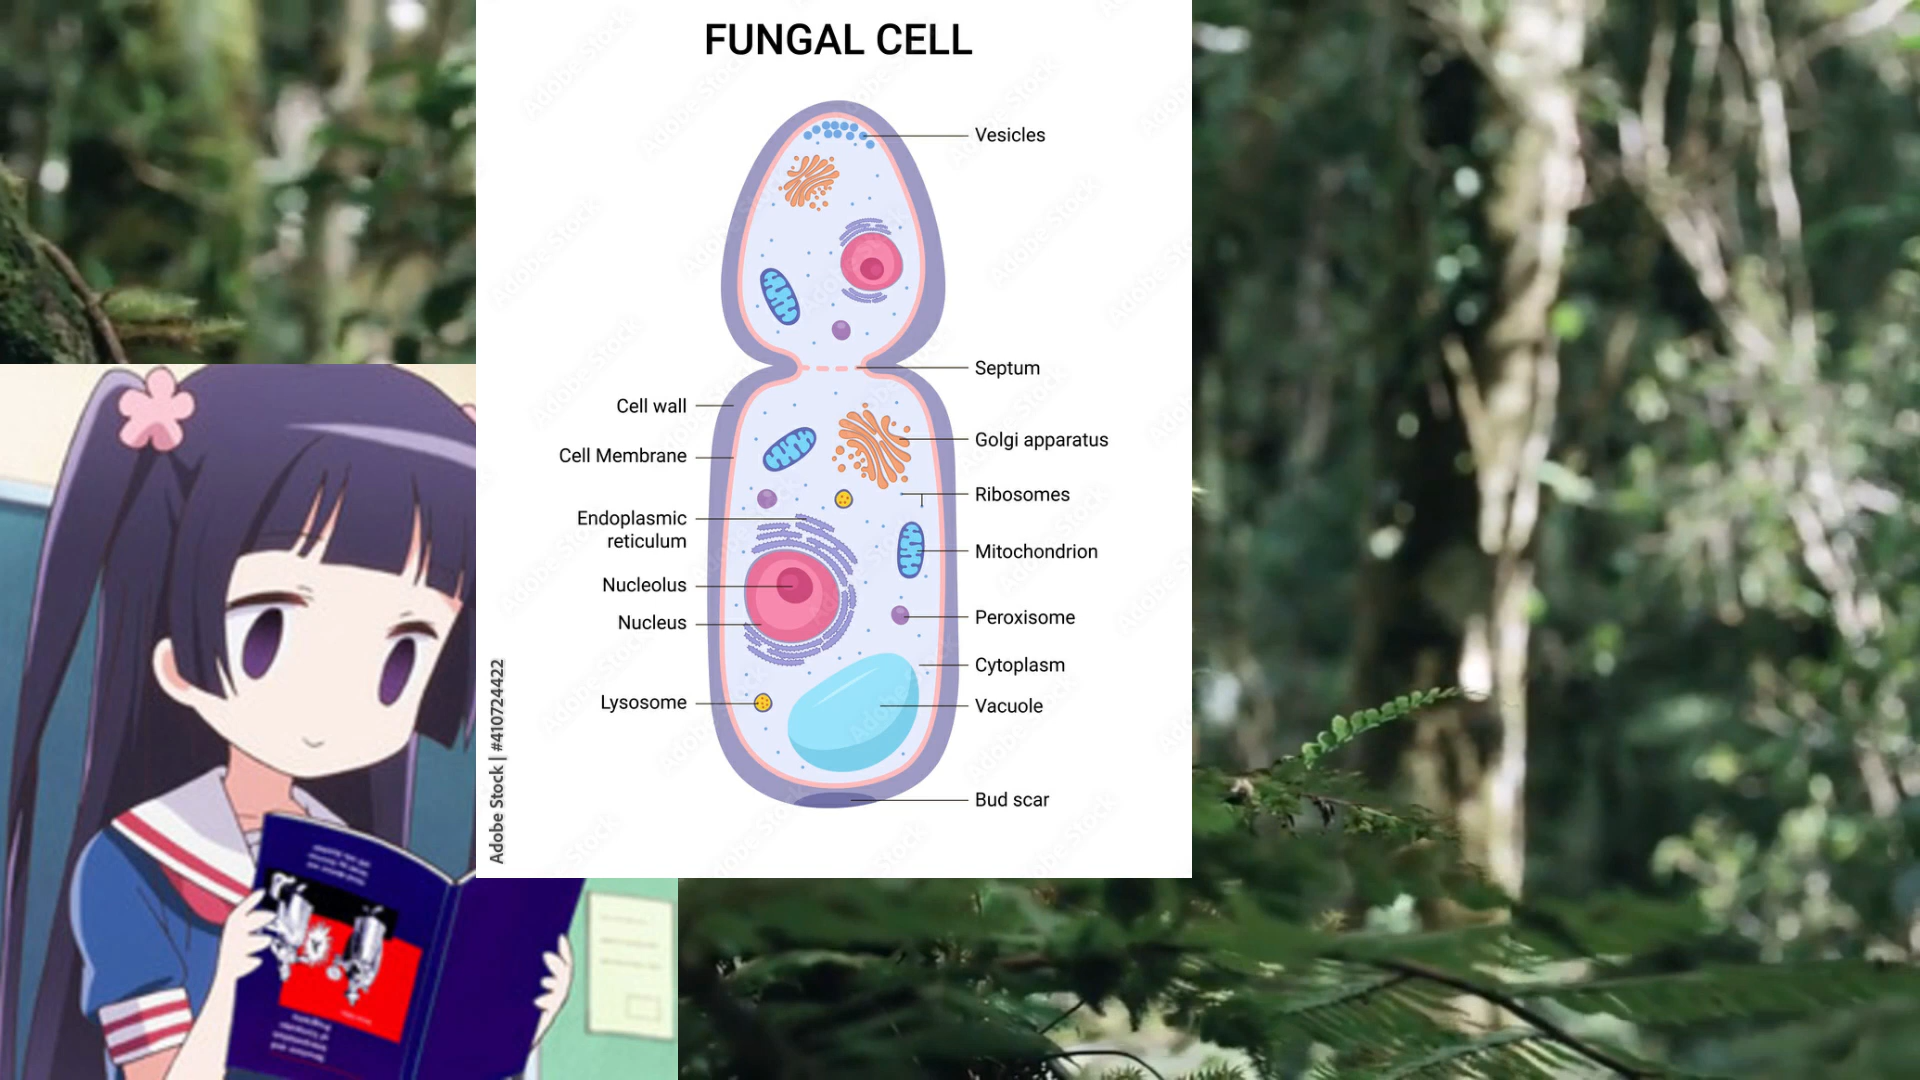 FUNGAL CELL
Vesicles
Septum
Cell wall
Cell Membrane
Golgi apparatus
Ribosomes
Endoplasmic
reticulum
Mitochondrion
Nucleolus
Nucleus
Peroxisome
Cytoplasm
Lysosome
Vacuole
Bud scar
Adobe Stock | #410724422